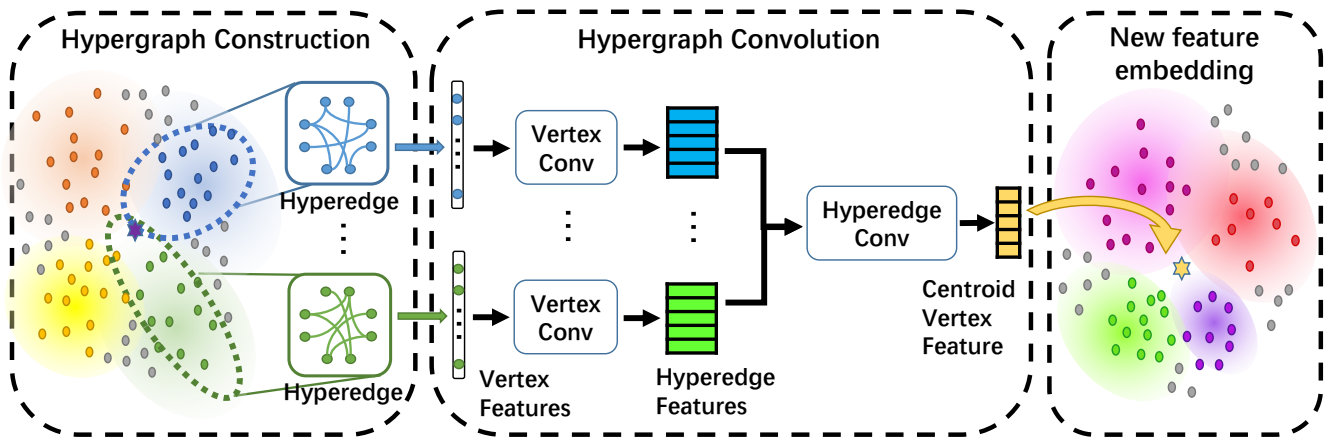 Hypergraph Construction
Hyperedge
Hyperedge
Hypergraph Convolution
Vertex
Conv
Vertex
Conv
Vertex
Features
Hyperedge
Features
Hyperedge
Conv
Centroid
Vertex
Feature
New feature
embedding